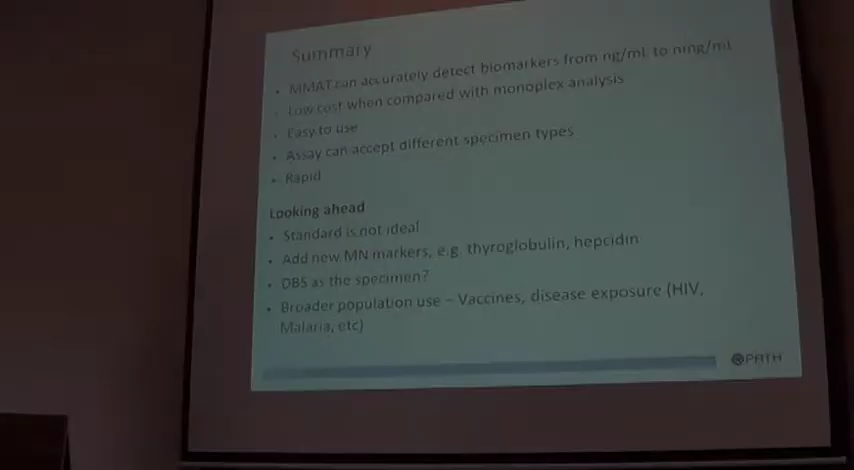 Summary
• MMAT can accurately detect biomarkers from ng/mL to mng/mL
• Low cost when compared with monoplex analysis
• Easy to use
• Assay can accept different specimen types
• Rapid
Looking ahead
• Standard is not ideal
• Add new MN markers, e.g. thyroglobulin, hepcidin
• DBS as the specimen?
• Broader population use – Vaccines, disease exposure (HIV,
Malaria, etc)
PATH